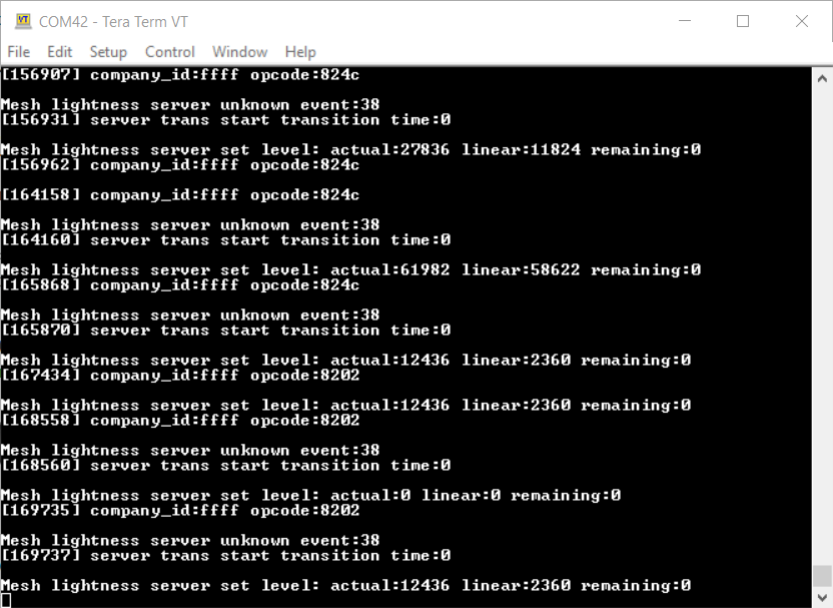 COM42 - Tera Term VT
File Edit Setup Control Window Help
[156907] company_id:ffff opcode:824c
Mesh lightness server unknown event:38
[156931] server trans start transition time:0
Mesh lightness server set level: actual:27836 linear:11824 remaining:0
[156962] company_id:ffff opcode:824c
[164158] company_id:ffff opcode:824c
Mesh lightness server unknown event:38
[164160] server trans start transition time:0
Mesh lightness server set level: actual:61982 linear:58622 remaining:0
[165868] company_id:ffff opcode:824c
Mesh lightness server unknown event:38
[165870] server trans start transition time:0
Mesh lightness server set level: actual:12436 linear:2360 remaining:0
[167434] company_id:ffff opcode:8202
Mesh lightness server set level: actual:12436 linear:2360 remaining:0
[168558] company_id:ffff opcode:8202
Mesh lightness server unknown event:38
[168560] server trans start transition time:0
Mesh lightness server set level: actual:0 linear:0 remaining:0
[169735] company_id:ffff opcode:8202
Mesh lightness server unknown event:38
[169737] server trans start transition time:0
Mesh lightness server set level: actual:12436 linear:2360 remaining:0